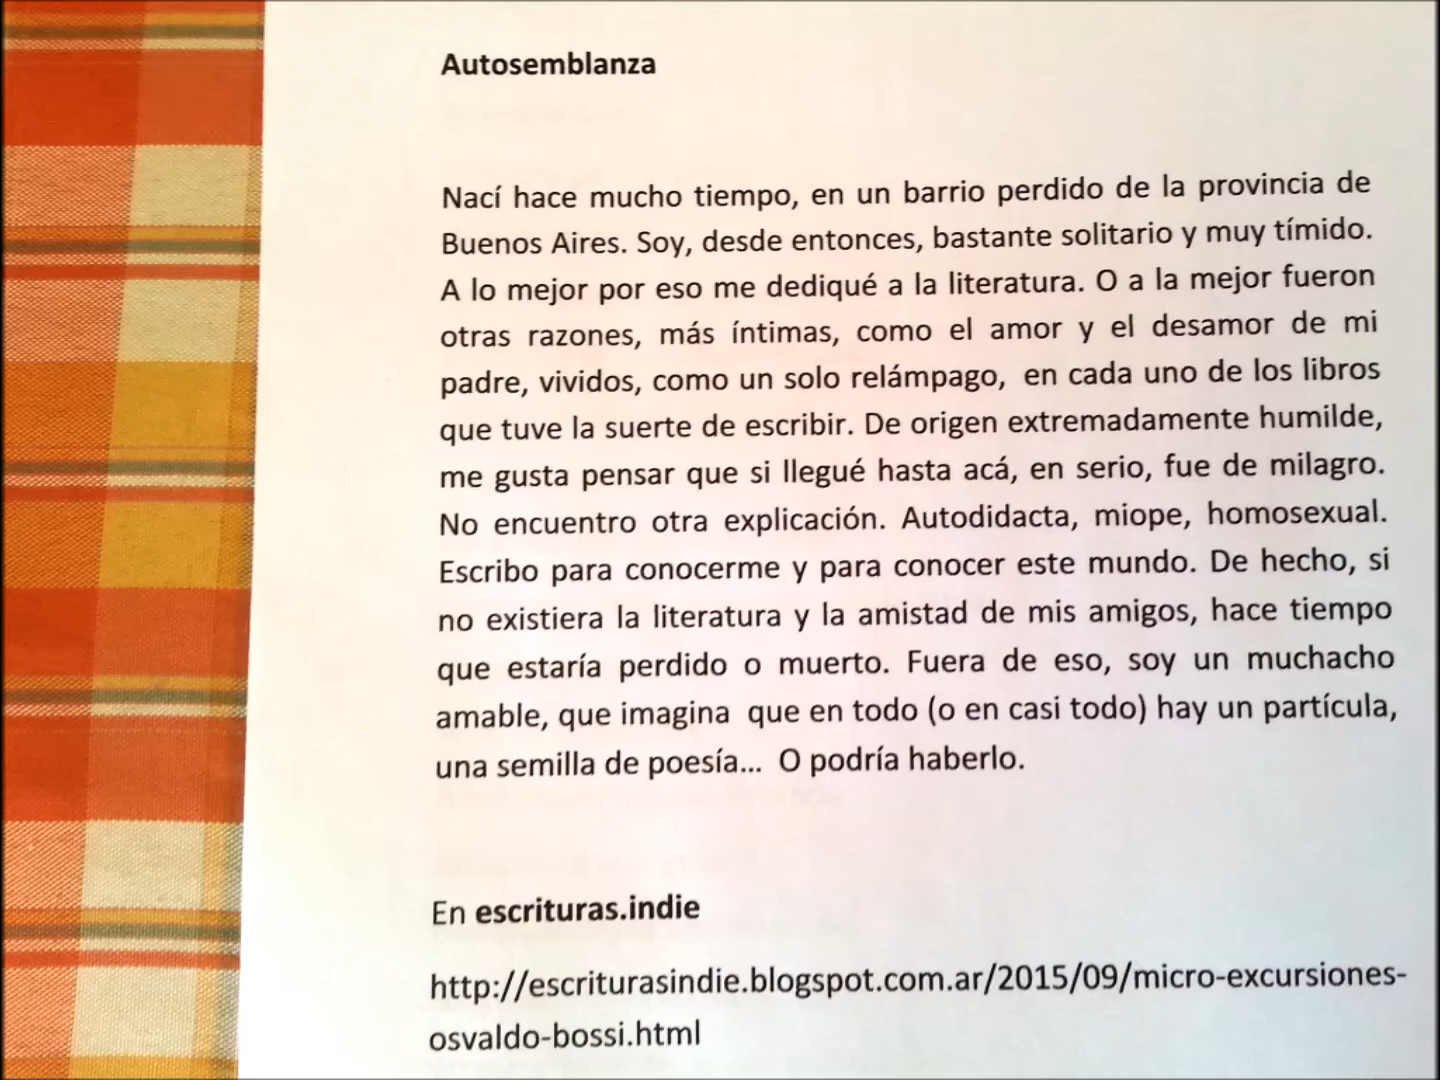 Autosemblanza
Nací hace mucho tiempo, en un barrio perdido de la provincia de
Buenos Aires. Soy, desde entonces, bastante solitario y muy tímido.
A lo mejor por eso me dediqué a la literatura. O a la mejor fueron
otras razones, más íntimas, como el amor y el desamor de mi
padre, vividos, como un solo relámpago, en cada uno de los libros
que tuve la suerte de escribir. De origen extremadamente humilde,
me gusta pensar que si llegué hasta acá, en serio, fue de milagro.
No encuentro otra explicación. Autodidacta, miope, homosexual.
Escribo para conocerme y para conocer este mundo. De hecho, si
no existiera la literatura y la amistad de mis amigos, hace tiempo
que estaría perdido o muerto. Fuera de eso, soy un muchacho
amable, que imagina que en todo (o en casi todo) hay un partícula,
una semilla de poesía... O podría haberlo.
En escrituras.indie
http://escriturasindie.blogspot.com.ar/2015/09/micro-excursiones-
osvaldo-bossi.html